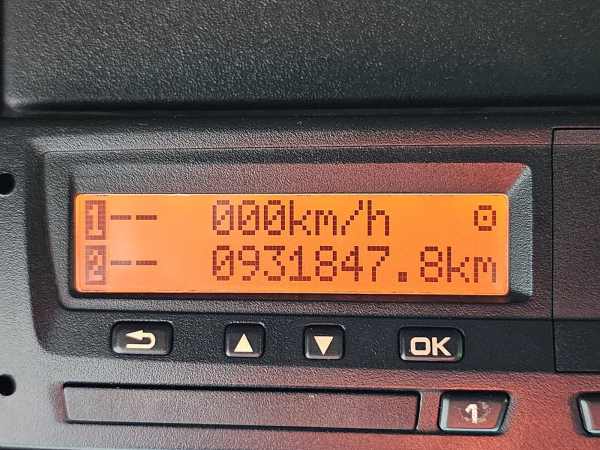 1-- 000km/h ⊙
2-- 0931847.8km
▲ ▼ OK
1